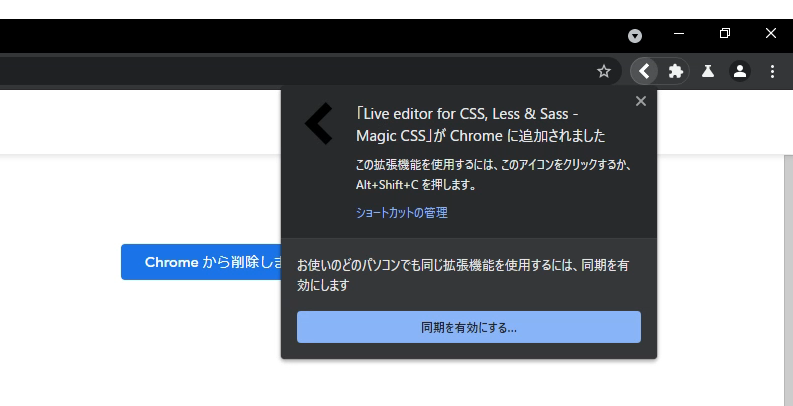 「Live editor for CSS, Less & Sass -
Magic CSS」が Chrome に追加されました
この拡張機能を使用するには、このアイコンをクリックするか、
Alt+Shift+C を押します。
ショートカットの管理
Chrome から削除しま
お使いのどのパソコンでも同じ拡張機能を使用するには、同期を有
効にします
同期を有効にする...